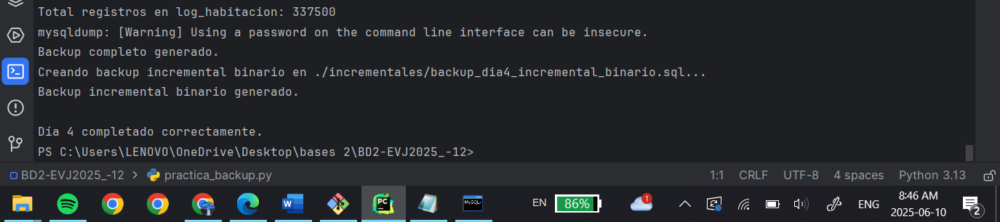 Total registros en log_habitacion: 337500
mysqldump: [Warning] Using a password on the command line interface can be insecure.
Backup completo generado.
Creando backup incremental binario en ./incrementales/backup_dia4_incremental_binario.sql...
Backup incremental binario generado.
Día 4 completado correctamente.
PS C:\Users\LENOVO\OneDrive\Desktop\bases 2\BD2-EVJ2025_-12>
BD2-EVJ2025_-12 > practica_backup.py 1:1 CRLF UTF-8 4 spaces Python 3.13
W PC MySQL EN 86% 1 ENG 8:46 AM 2
2025-06-10